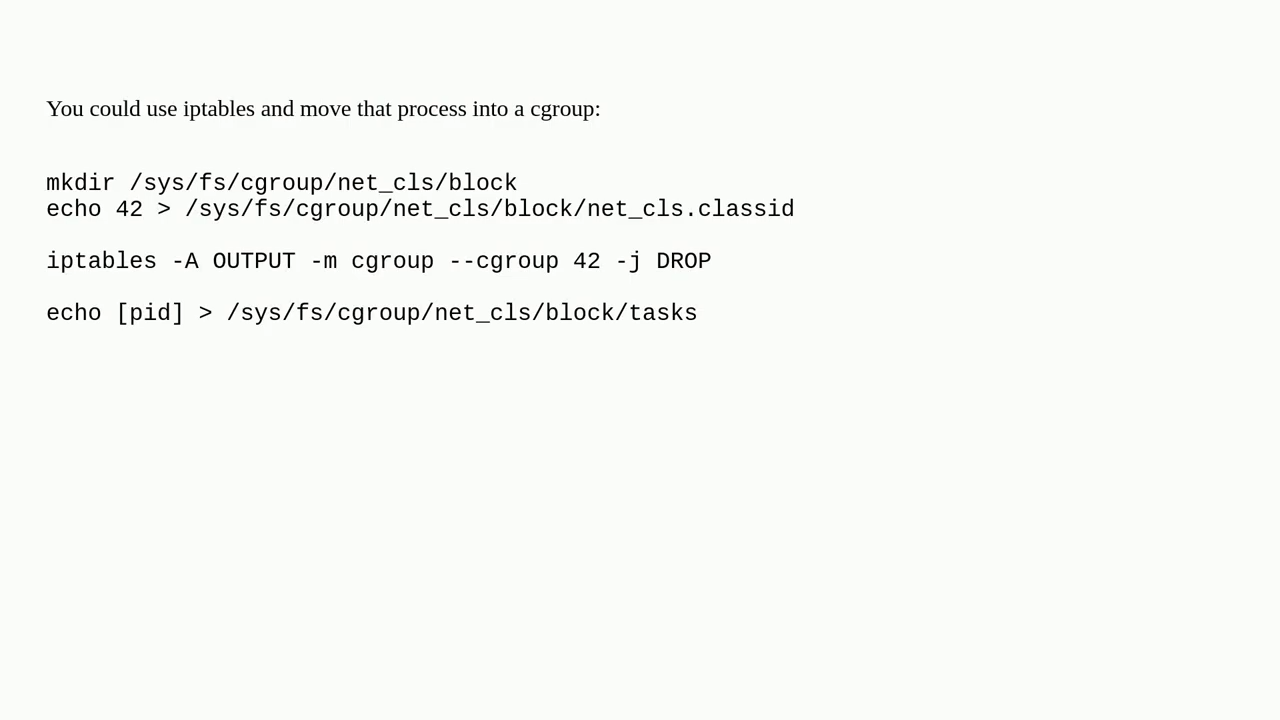 You could use iptables and move that process into a cgroup:
mkdir /sys/fs/cgroup/net_cls/block
echo 42 > /sys/fs/cgroup/net_cls/block/net_cls.classid
iptables -A OUTPUT -m cgroup --cgroup 42 -j DROP
echo [pid] > /sys/fs/cgroup/net_cls/block/tasks